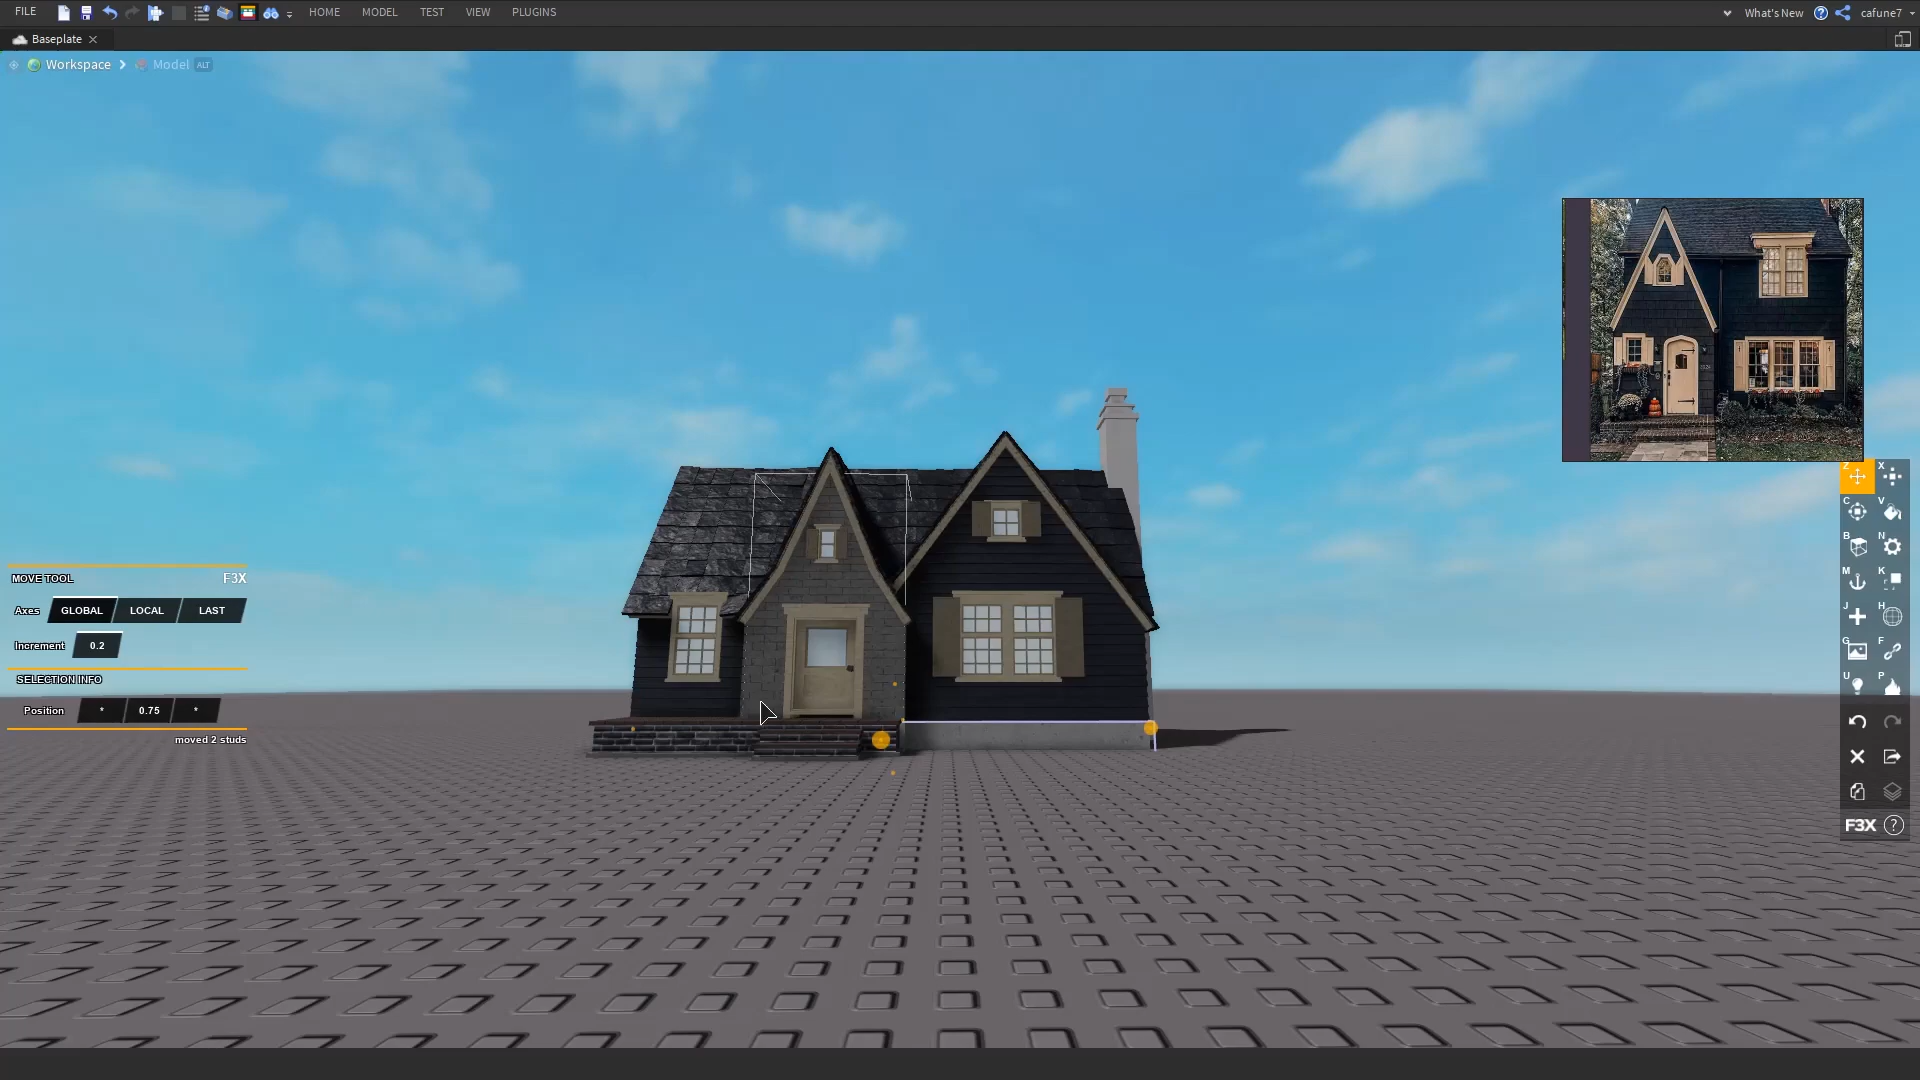 FILE HOME MODEL TEST VIEW PLUGINS What's New ? cafune7
Baseplate
Workspace Model ALT
Z X
C V
B N
M K
J H
G F
U P
F3X ?
MOVE TOOL F3X
Axes GLOBAL LOCAL LAST
Increment 0.2
SELECTION INFO
Position * 0.75 *
moved 2 studs